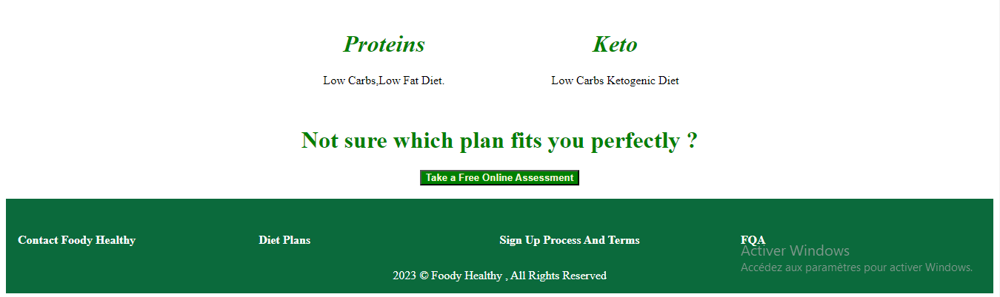 Proteins Keto
Low Carbs,Low Fat Diet. Low Carbs Ketogenic Diet
Not sure which plan fits you perfectly ?
Take a Free Online Assessment
Contact Foody Healthy Diet Plans Sign Up Process And Terms FQA
Activer Windows
Accédez aux paramètres pour activer Windows.
2023 © Foody Healthy , All Rights Reserved